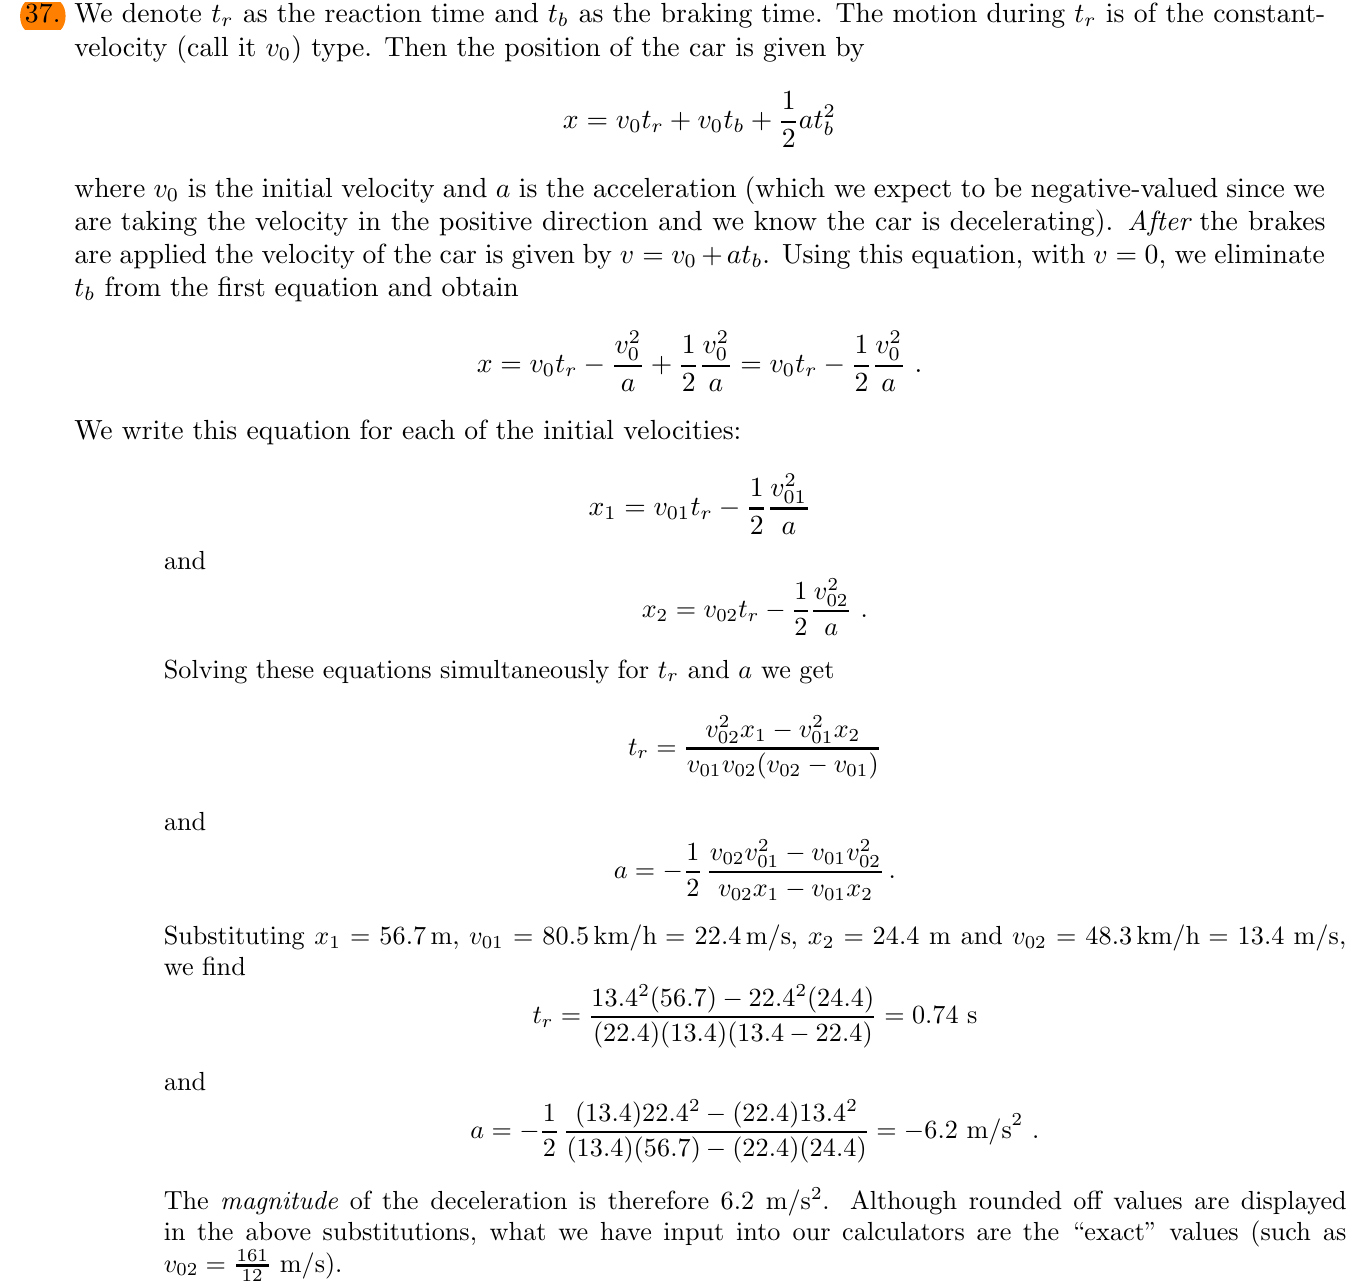 37. We denote t_r as the reaction time and t_b as the braking time. The motion during t_r is of the constant-
velocity (call it v_0) type. Then the position of the car is given by
x = v_0t_r + v_0t_b + \frac{1}{2}at_b^2
where v_0 is the initial velocity and a is the acceleration (which we expect to be negative-valued since we
are taking the velocity in the positive direction and we know the car is decelerating). After the brakes
are applied the velocity of the car is given by v = v_0 + at_b. Using this equation, with v = 0, we eliminate
t_b from the first equation and obtain
x = v_0t_r - \frac{v_0^2}{a} + \frac{1}{2}\frac{v_0^2}{a} = v_0t_r - \frac{1}{2}\frac{v_0^2}{a} .
We write this equation for each of the initial velocities:
x_1 = v_{01}t_r - \frac{1}{2}\frac{v_{01}^2}{a}
and
x_2 = v_{02}t_r - \frac{1}{2}\frac{v_{02}^2}{a} .
Solving these equations simultaneously for t_r and a we get
t_r = \frac{v_{02}^2x_1 - v_{01}^2x_2}{v_{01}v_{02}(v_{02} - v_{01})}
and
a = -\frac{1}{2}\frac{v_{02}v_{01}^2 - v_{01}v_{02}^2}{v_{02}x_1 - v_{01}x_2} .
Substituting x_1 = 56.7 m, v_{01} = 80.5 km/h = 22.4 m/s, x_2 = 24.4 m and v_{02} = 48.3 km/h = 13.4 m/s,
we find
t_r = \frac{13.4^2(56.7) - 22.4^2(24.4)}{(22.4)(13.4)(13.4 - 22.4)} = 0.74 s
and
a = -\frac{1}{2}\frac{(13.4)22.4^2 - (22.4)13.4^2}{(13.4)(56.7) - (22.4)(24.4)} = -6.2 m/s^2 .
The magnitude of the deceleration is therefore 6.2 m/s^2. Although rounded off values are displayed
in the above substitutions, what we have input into our calculators are the “exact” values (such as
v_{02} = \frac{161}{12} m/s).